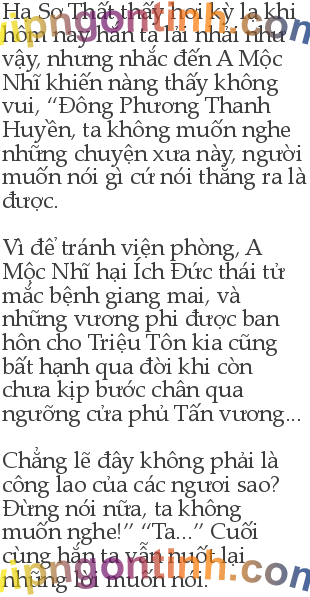 Hạ Sơ Thất thấy hơi kỳ lạ khi
hôm nay hắn ta lải nhải như
vậy, nhưng nhắc đến A Mộc
Nhĩ khiến nàng thấy không
vui, “Đông Phương Thanh
Huyền, ta không muốn nghe
những chuyện xưa này, người
muốn nói gì cứ nói thẳng ra là
được.
Vì để tránh viện phòng, A
Mộc Nhĩ hại Ích Đức thái tử
mắc bệnh giang mai, và
những vương phi được ban
hôn cho Triệu Tôn kia cũng
bất hạnh qua đời khi còn
chưa kịp bước chân qua
ngưỡng cửa phủ Tấn vương...
Chẳng lẽ đây không phải là
công lao của các ngươi sao?
Đừng nói nữa, ta không
muốn nghe!” “Ta...” Cuối
cùng hắn ta vẫn nuốt lại
những lời muốn nói.
vipngontinh.com
vipngontinh.com